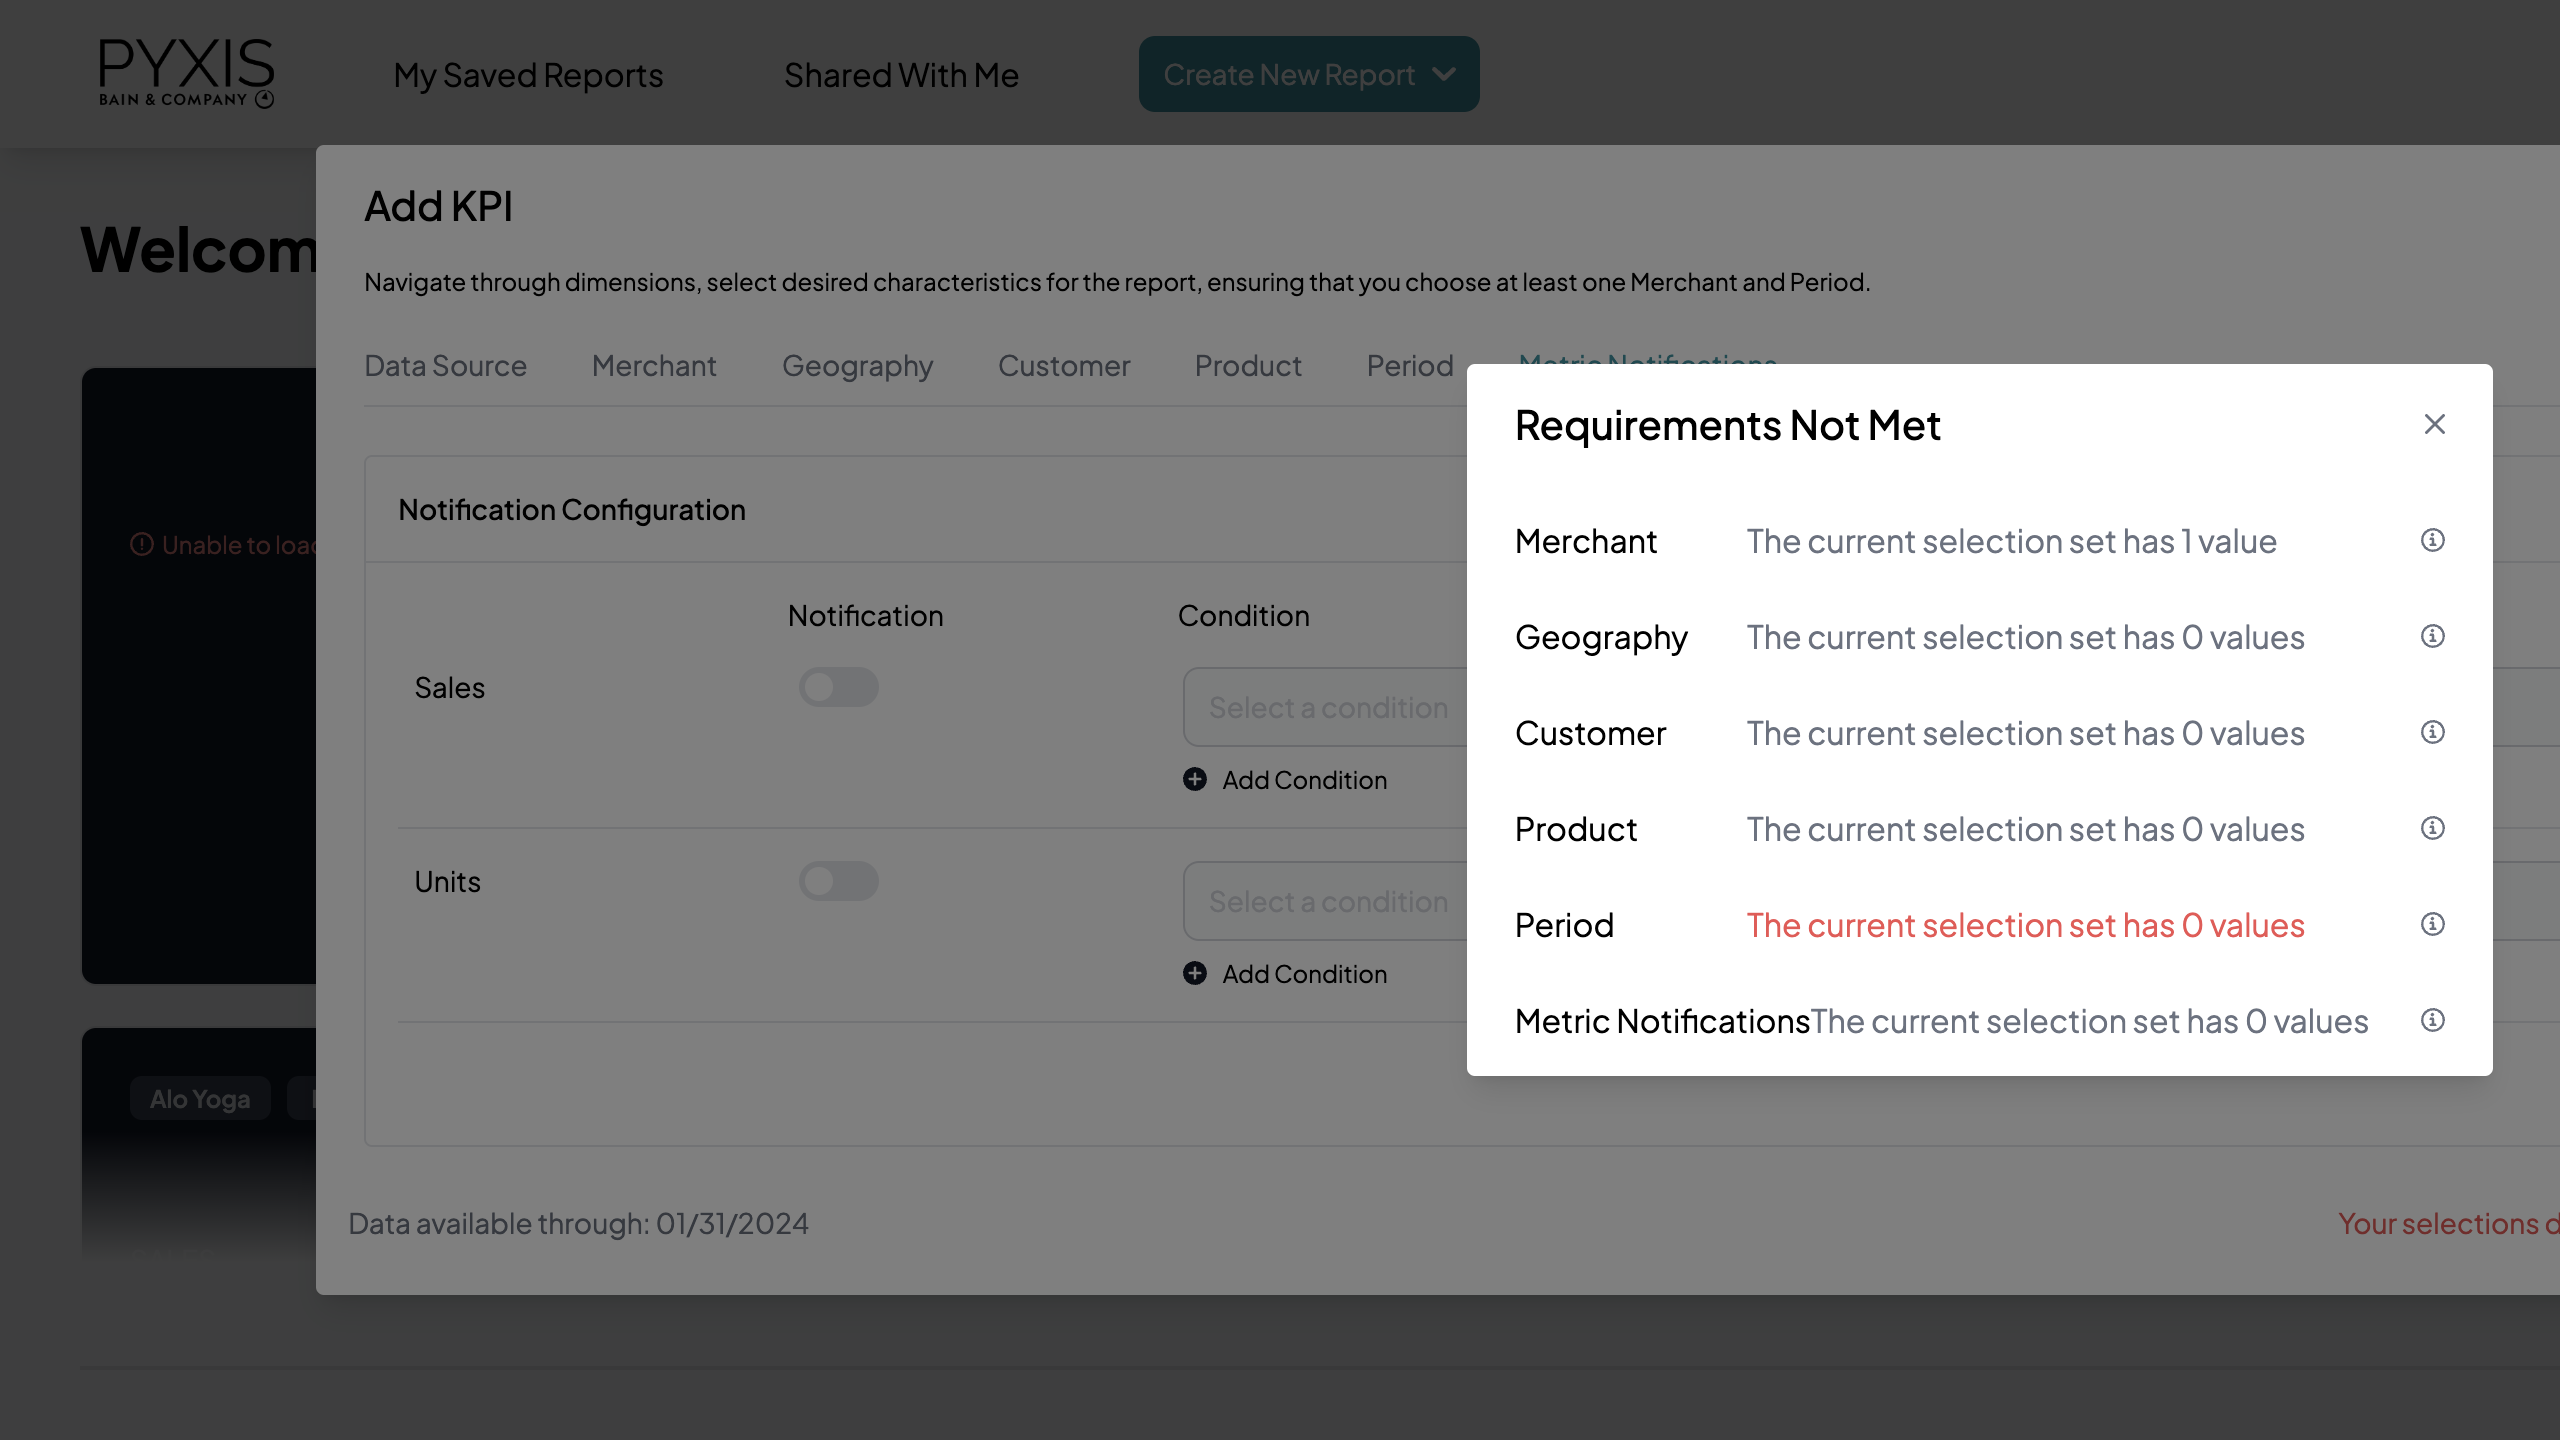 PYXIS
BAIN & COMPANY
My Saved Reports
Shared With Me
Create New Report
Add KPI
Navigate through dimensions, select desired characteristics for the report, ensuring that you choose at least one Merchant and Period.
Data Source
Merchant
Geography
Customer
Product
Period
Metric Notifications
Unable to load
Notification Configuration
Notification
Condition
Sales
Select a condition
Add Condition
Units
Select a condition
Add Condition
Requirements Not Met
Merchant The current selection set has 1 value
Geography The current selection set has 0 values
Customer The current selection set has 0 values
Product The current selection set has 0 values
Period The current selection set has 0 values
Metric Notifications The current selection set has 0 values
Alo Yoga
Data available through: 01/31/2024
Your selections